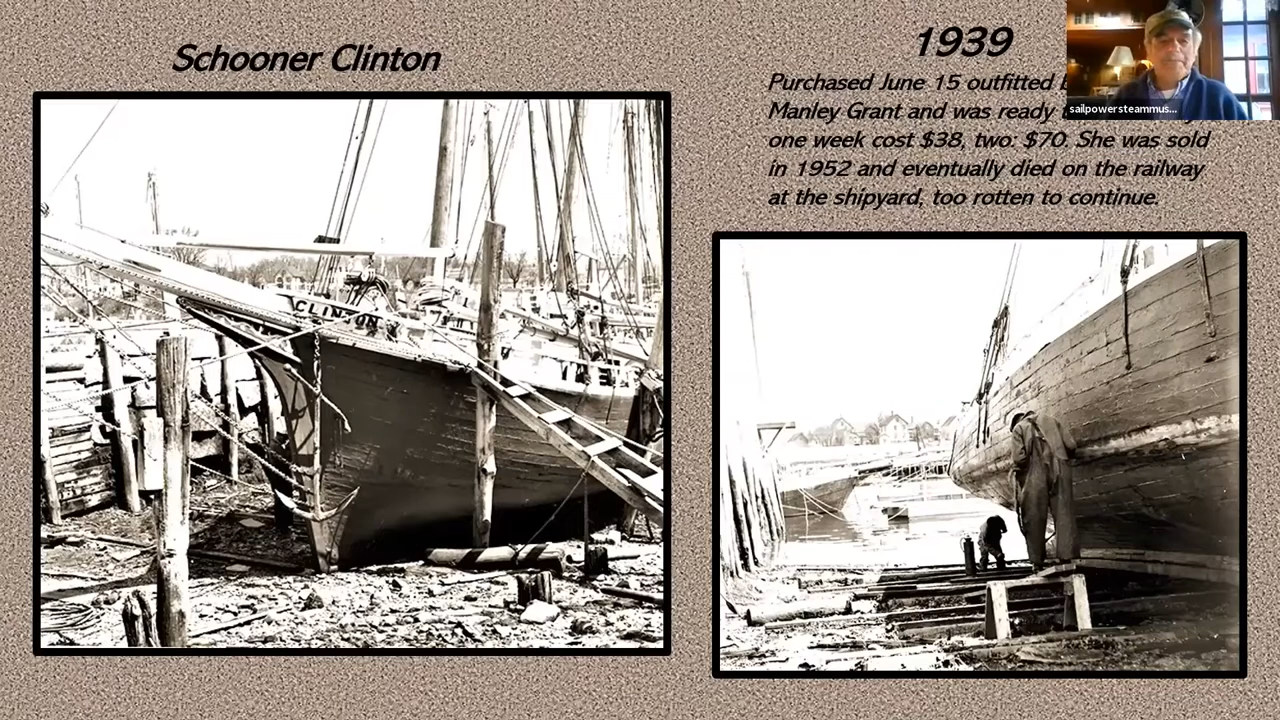 Schooner Clinton
1939
Purchased June 15 outfitted
Manley Grant and was ready
one week cost $38, two: $70. She was sold
in 1952 and eventually died on the railway
at the shipyard, too rotten to continue.
sailpowersteammus...
CLINTON